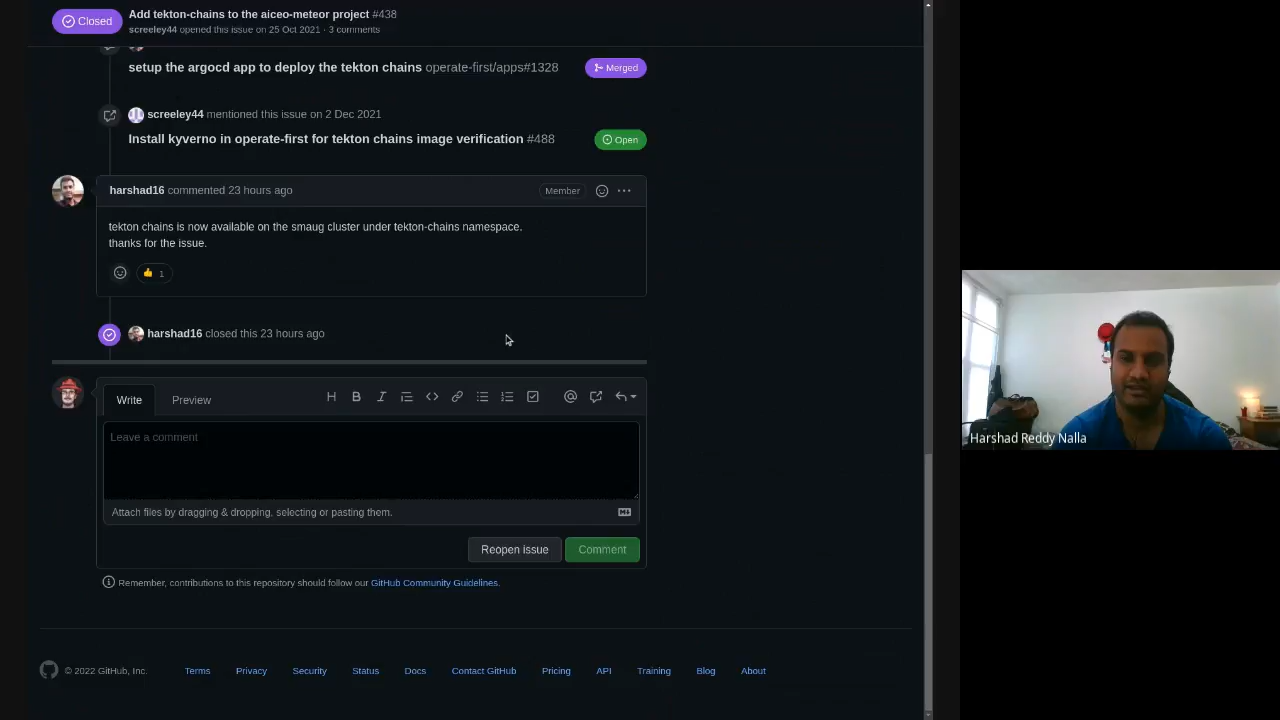 Closed
Add tekton-chains to the aiceo-meteor project #438
screeley44 opened this issue on 25 Oct 2021 · 3 comments
setup the argocd app to deploy the tekton chains operate-first/apps#1328
Merged
screeley44 mentioned this issue on 2 Dec 2021
Install kyverno in operate-first for tekton chains image verification #488
Open
harshad16 commented 23 hours ago
Member
tekton chains is now available on the smaug cluster under tekton-chains namespace.
thanks for the issue.
👍 1
harshad16 closed this 23 hours ago
Write
Preview
Leave a comment
Attach files by dragging & dropping, selecting or pasting them.
Reopen issue
Comment
Remember, contributions to this repository should follow our GitHub Community Guidelines.
© 2022 GitHub, Inc.
Terms
Privacy
Security
Status
Docs
Contact GitHub
Pricing
API
Training
Blog
About
Harshad Reddy Nalla